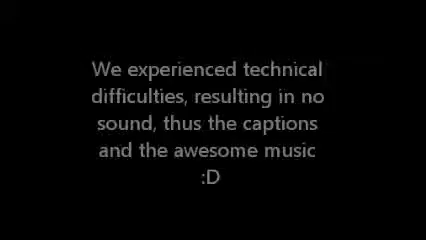 We experienced technical
difficulties, resulting in no
sound, thus the captions
and the awesome music
:D